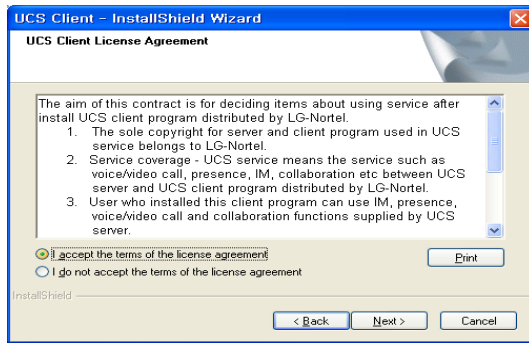 UCS Client - InstallShield Wizard
UCS Client License Agreement
The aim of this contract is for deciding items about using service after
install UCS client program distributed by LG-Nortel.
1. The sole copyright for server and client program used in UCS
service belongs to LG-Nortel.
2. Service coverage - UCS service means the service such as
voice/video call, presence, IM, collaboration etc between UCS
server and UCS client program distributed by LG-Nortel.
3. User who installed this client program can use IM, presence,
voice/video call and collaboration functions supplied by UCS
server.
I accept the terms of the license agreement
Print
I do not accept the terms of the license agreement
InstallShield
< Back Next > Cancel